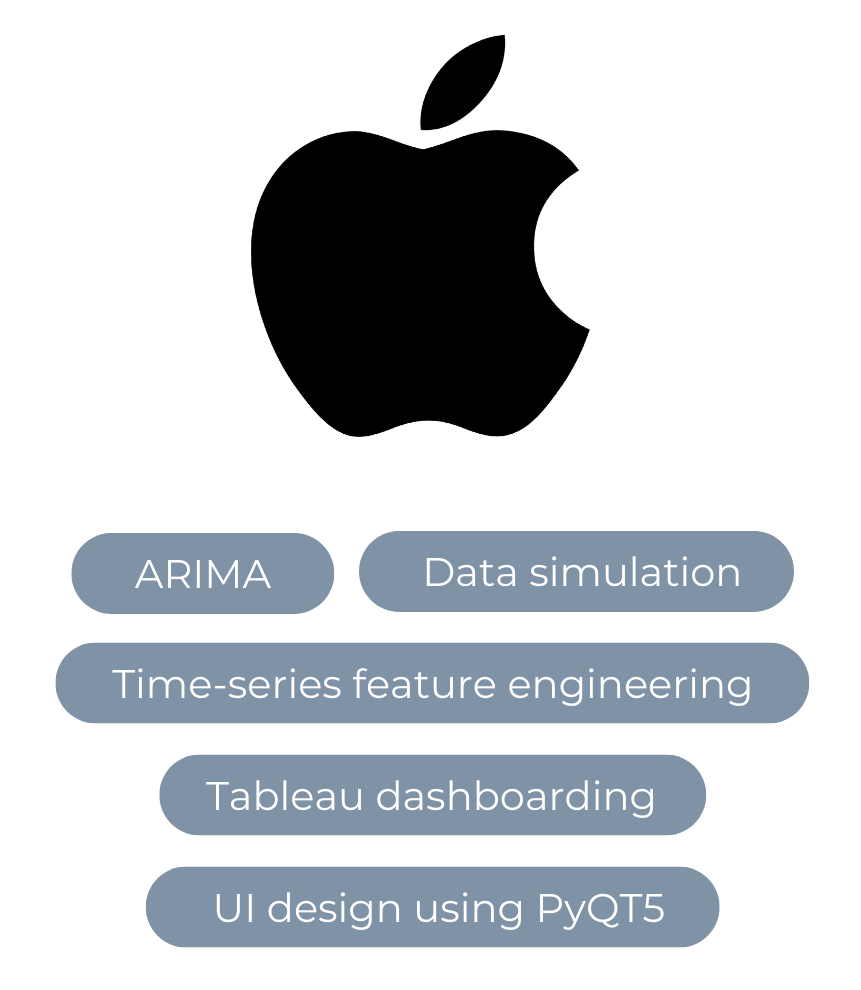 ARIMA
Data simulation
Time-series feature engineering
Tableau dashboarding
UI design using PyQT5